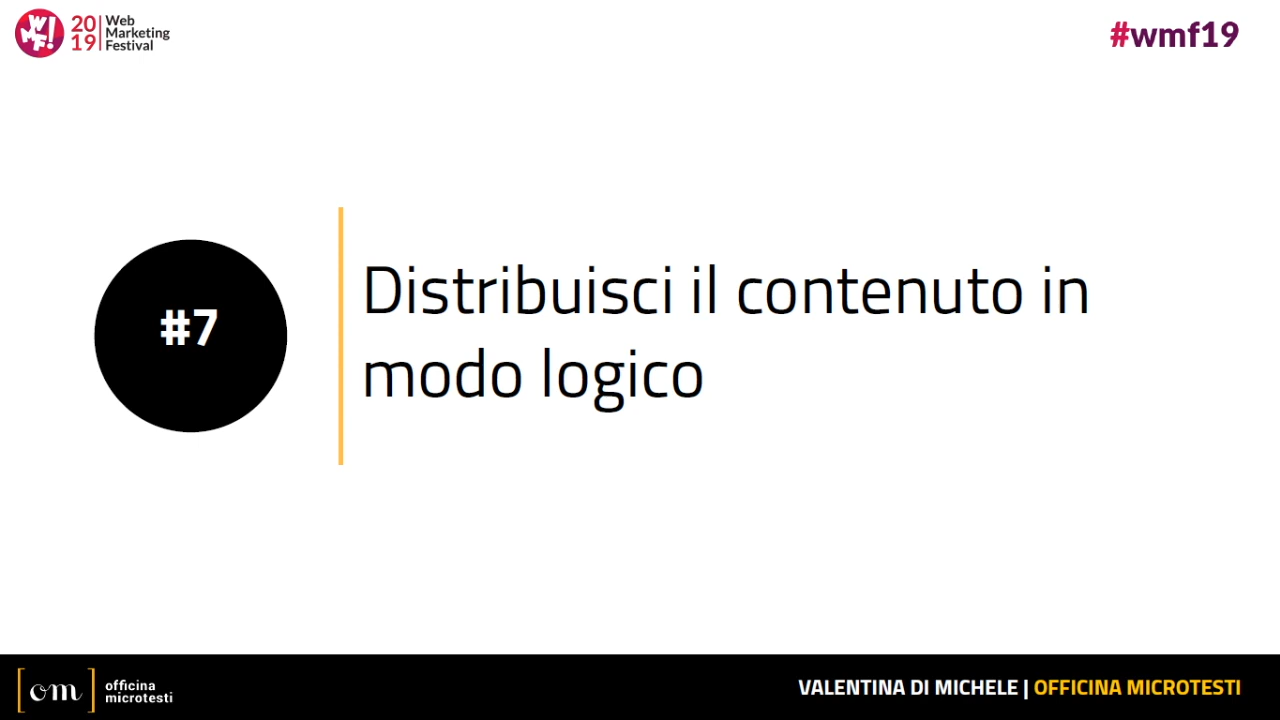 WMF!
20
19
Web
Marketing
Festival
#wmf19
#7
Distribuisci il contenuto in
modo logico
[om]
officina
microtesti
VALENTINA DI MICHELE | OFFICINA MICROTESTI